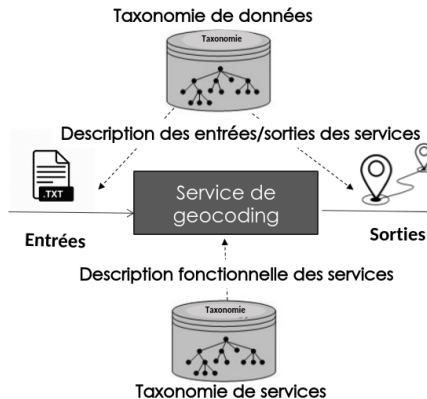 Taxonomie de données
Taxonomie
Description des entrées/sorties des services
.TXT
Service de
geocoding
Entrées
Sorties
Description fonctionnelle des services
Taxonomie
Taxonomie de services